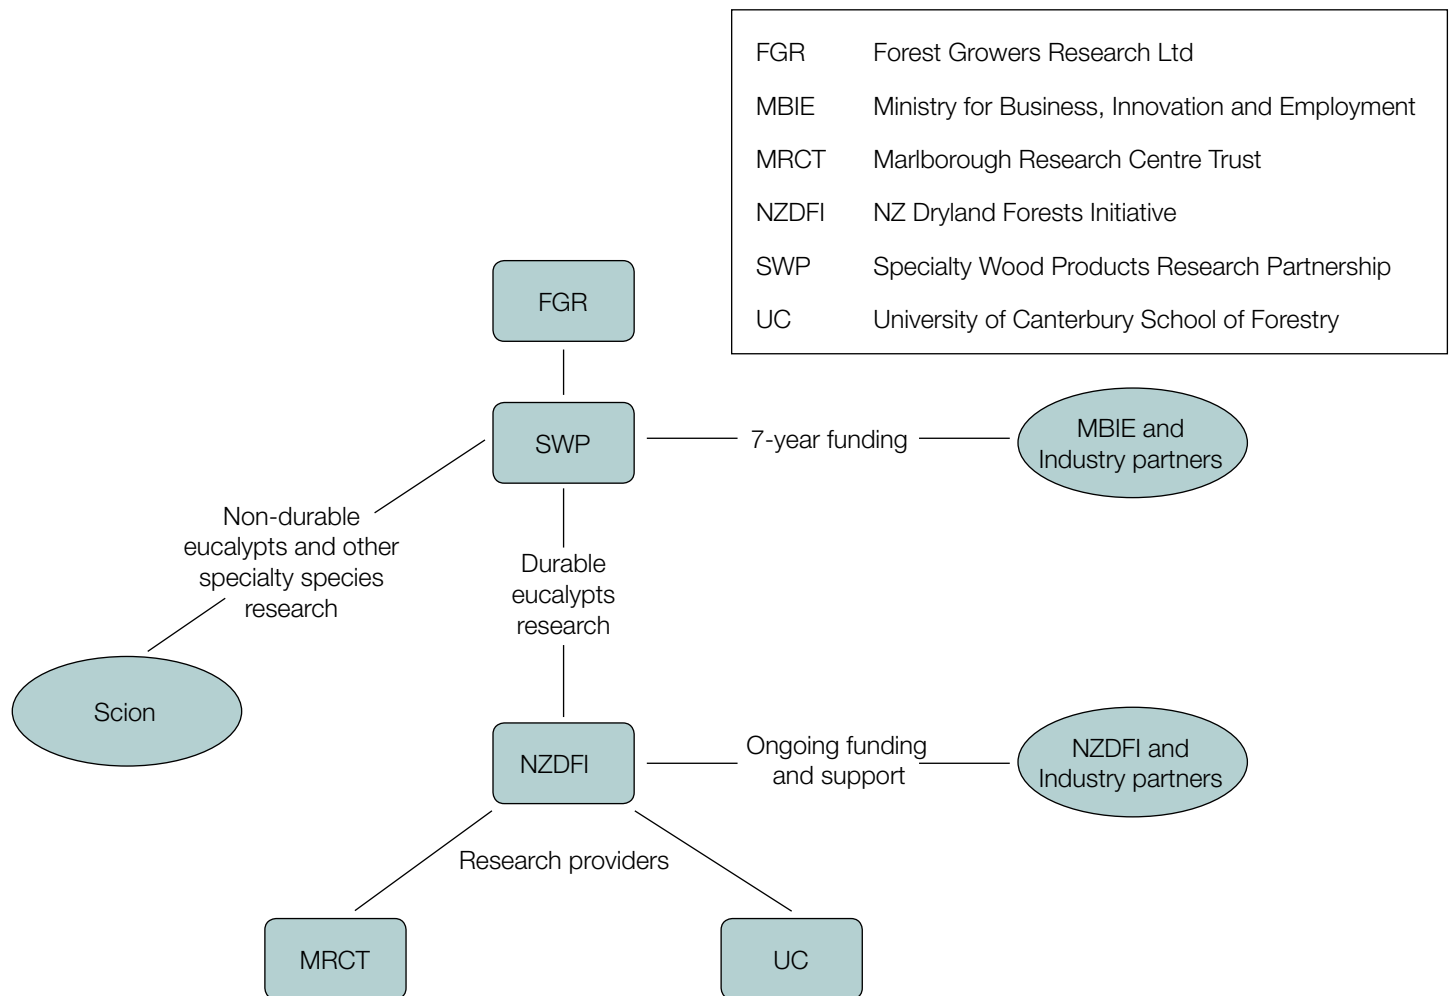 FGR Forest Growers Research Ltd
MBIE Ministry for Business, Innovation and Employment
MRCT Marlborough Research Centre Trust
NZDFI NZ Dryland Forests Initiative
SWP Specialty Wood Products Research Partnership
UC University of Canterbury School of Forestry
FGR
SWP
7-year funding
MBIE and
Industry partners
Non-durable
eucalypts and other
specialty species
research
Durable
eucalypts
research
Scion
NZDFI
Ongoing funding
and support
NZDFI and
Industry partners
Research providers
MRCT
UC